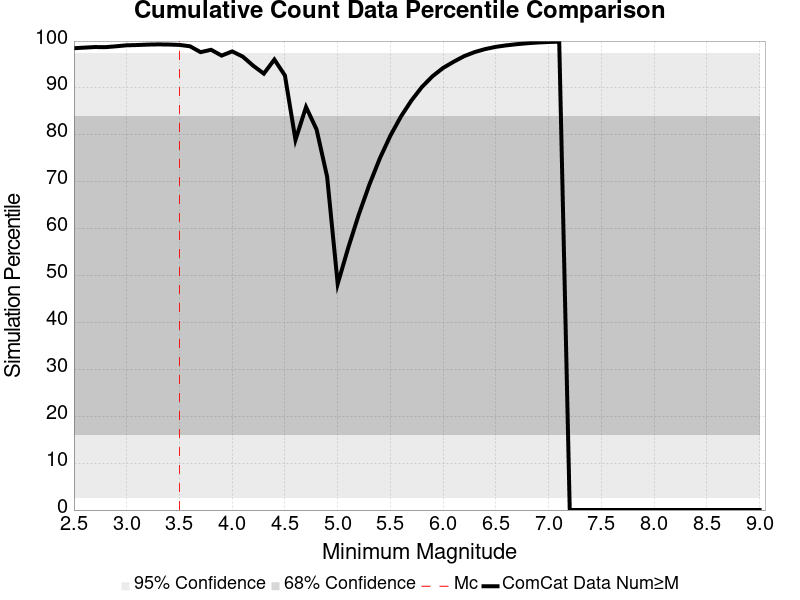 Cumulative Count Data Percentile Comparison
100
90
80
70
60
50
40
30
20
10
0
Simulation Percentile
2.5 3.0 3.5 4.0 4.5 5.0 5.5 6.0 6.5 7.0 7.5 8.0 8.5 9.0
Minimum Magnitude
95% Confidence 68% Confidence Mc ComCat Data Num≥M